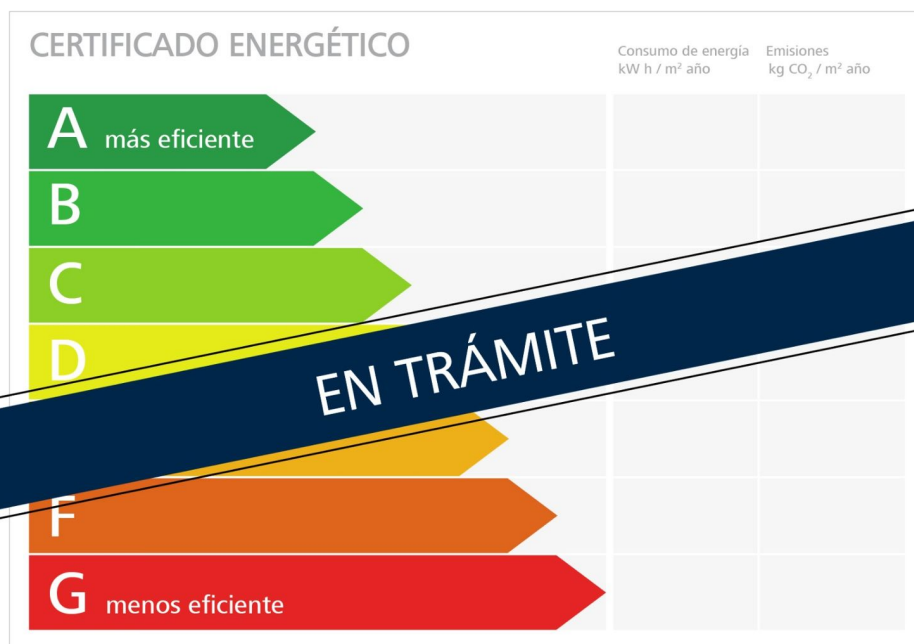 CERTIFICADO ENERGÉTICO
Consumo de energía
kW h / m² año
Emisiones
kg CO₂ / m² año
A más eficiente
B
C
D
EN TRÁMITE
F
G menos eficiente